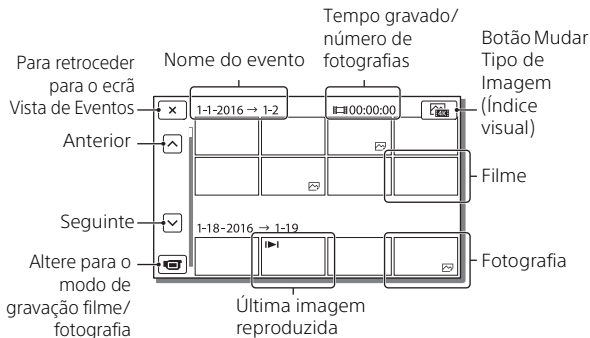 Para retroceder
para o ecrã
Vista de Eventos
Nome do evento
Tempo gravado/
número de
fotografias
Botão Mudar
Tipo de
Imagem
(Índice
visual)
1-1-2016 → 1-2
00:00:00
4K
Anterior
Filme
Seguinte
1-18-2016 → 1-19
Altere para o
modo de
gravação filme/
fotografia
Última imagem
reproduzida
Fotografia